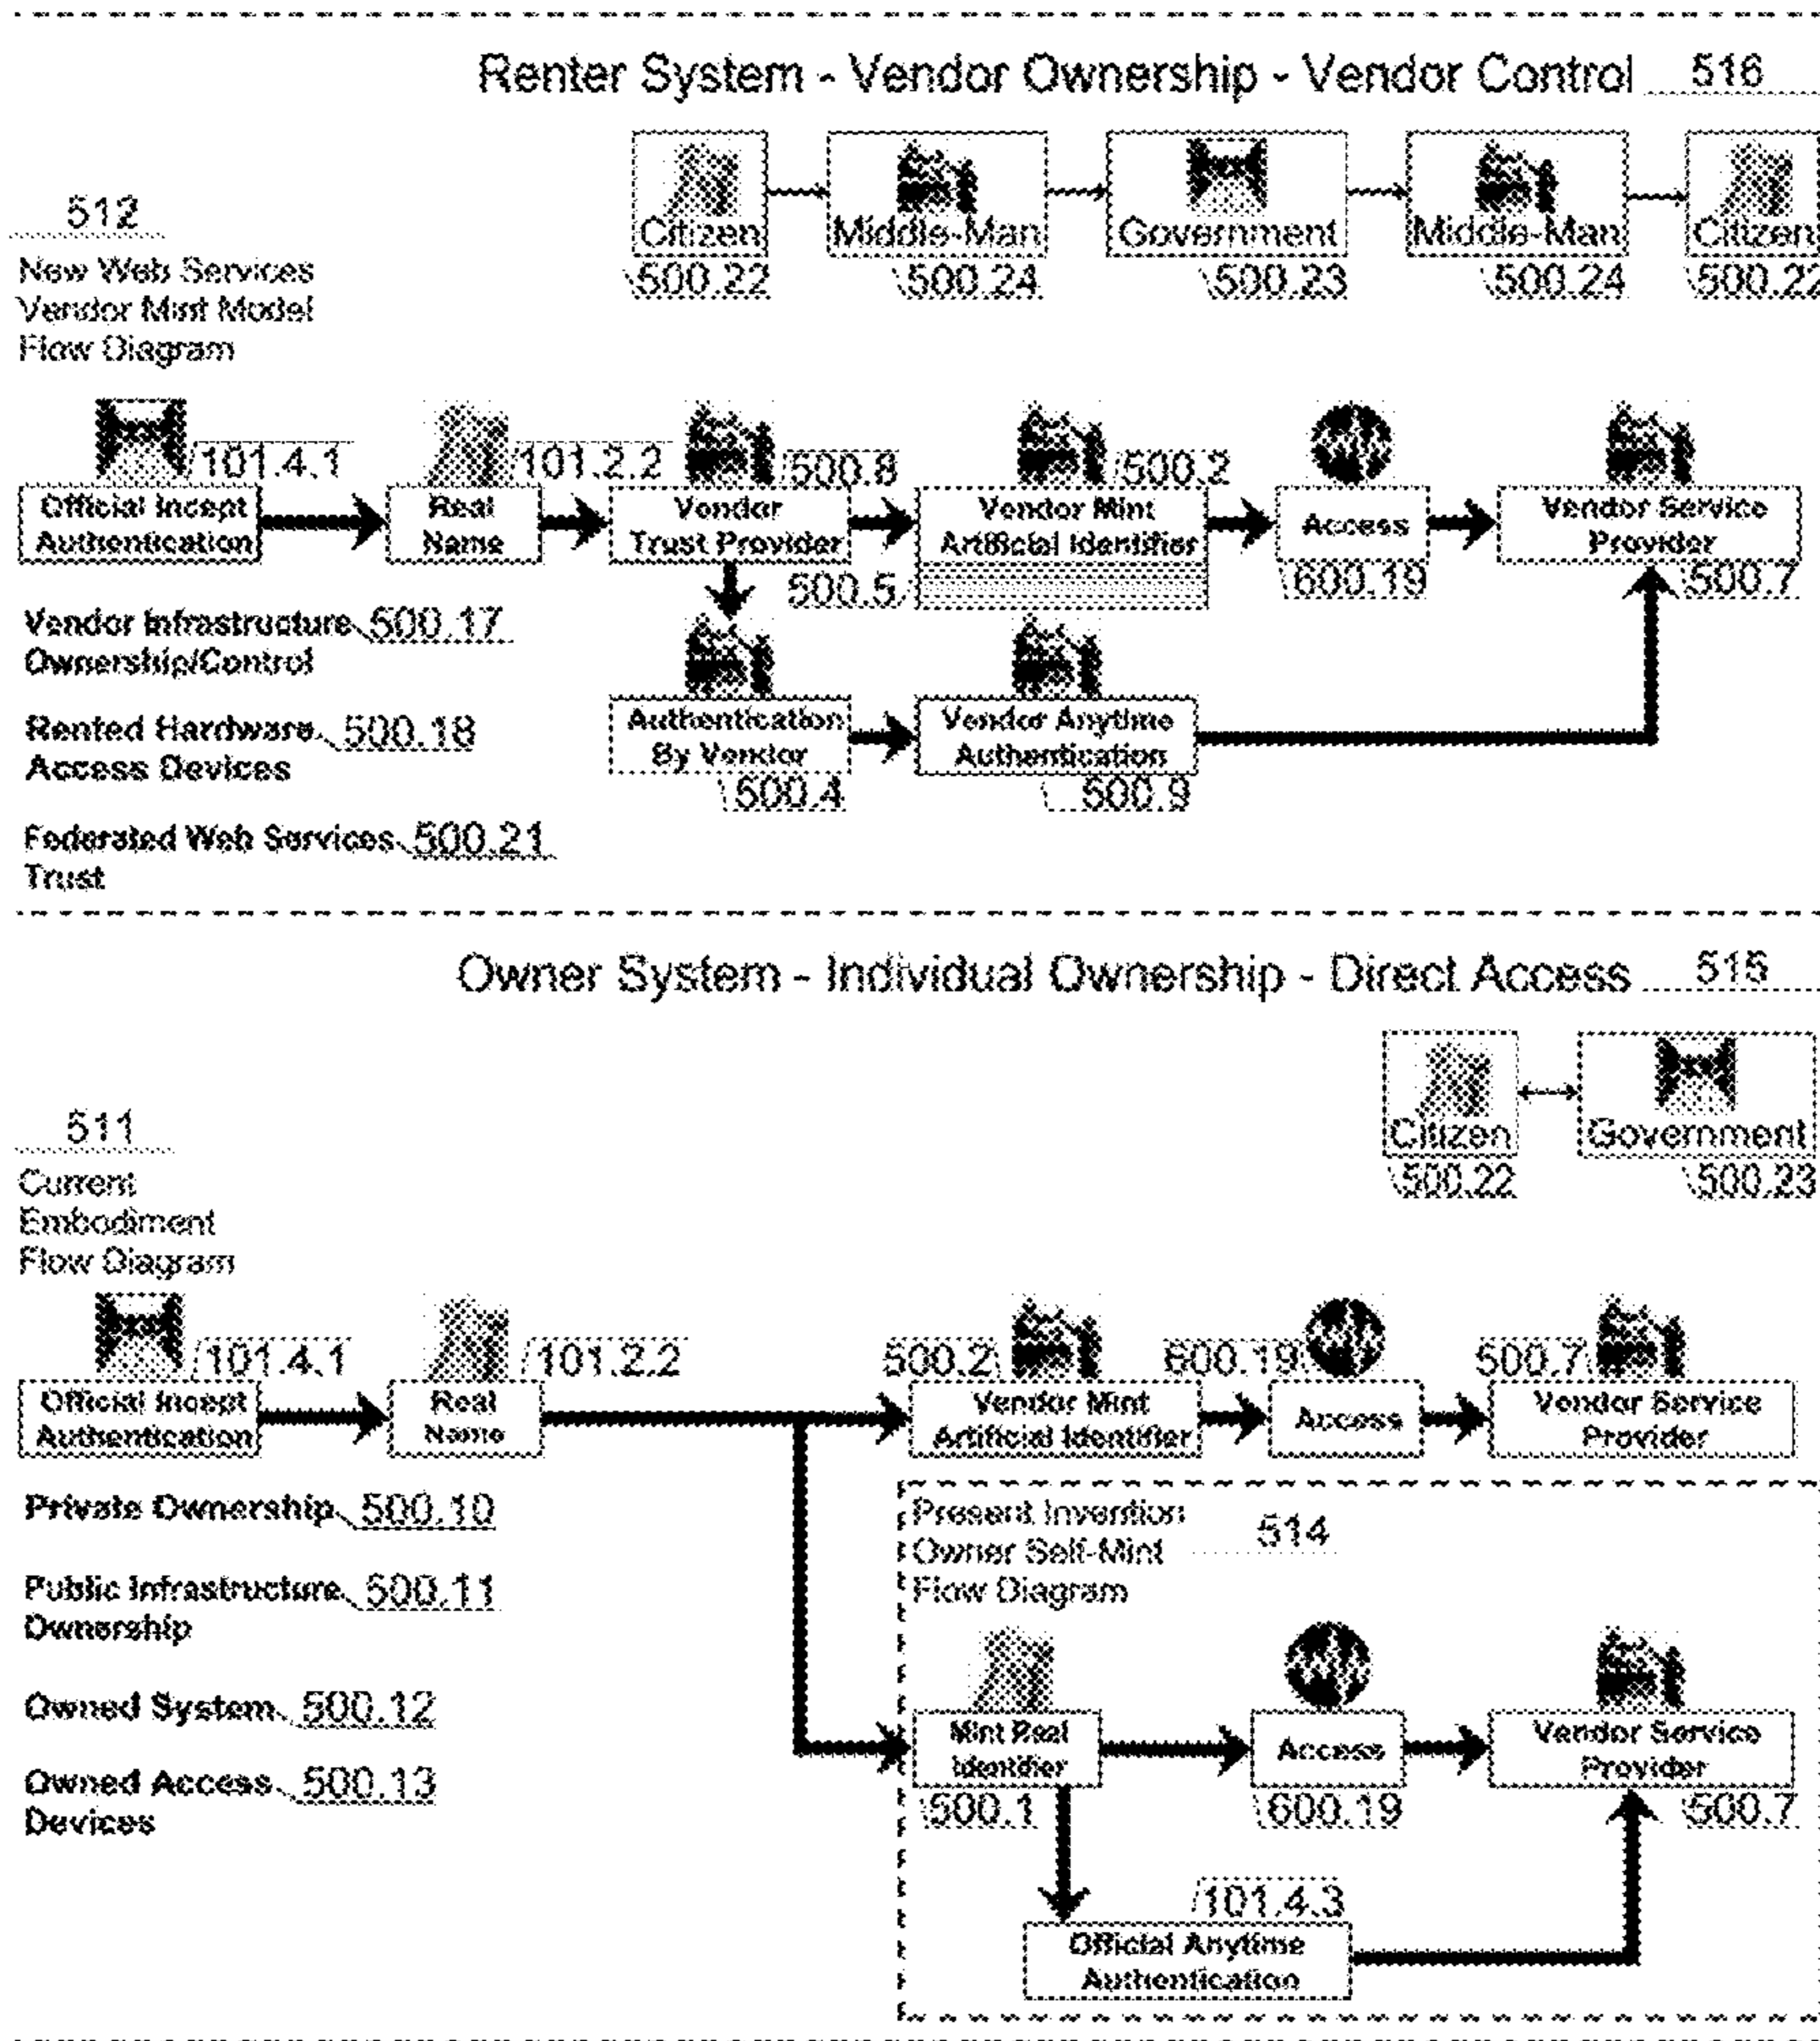 Renter System - Vendor Ownership - Vendor Control 516
Citizen Middle-Man Government Middle-Man Citizen
500.22 500.24 500.23 500.24 500.22
512
New Web Services
Vendor Mint Model
Flow Diagram
101.4.1 101.2.2 500.8 500.2
Official Incept Real Vendor Vendor Mint Access Vendor Service
Authentication Name Trust Provider Artificial Identifier Provider
500.5 600.19 500.7
Vendor Infrastructure 500.17
Ownership/Control
Rented Hardware 500.18
Access Devices
Authentication Vendor Anytime
By Vendor Authentication
500.4 500.9
Federated Web Services 500.21
Trust
Owner System - Individual Ownership - Direct Access 515
Citizen Government
500.22 500.23
511
Current
Embodiment
Flow Diagram
101.4.1 101.2.2 500.2 600.19 500.7
Official Incept Real Vendor Mint Access Vendor Service
Authentication Name Artificial Identifier Provider
Private Ownership 500.10
Public Infrastructure 500.11
Ownership
Owned System 500.12
Owned Access 500.13
Devices
Present Invention
Owner Self-Mint 514
Flow Diagram
Mint Real Access Vendor Service
Identifier Provider
500.1 600.19 500.7
101.4.3
Official Anytime
Authentication